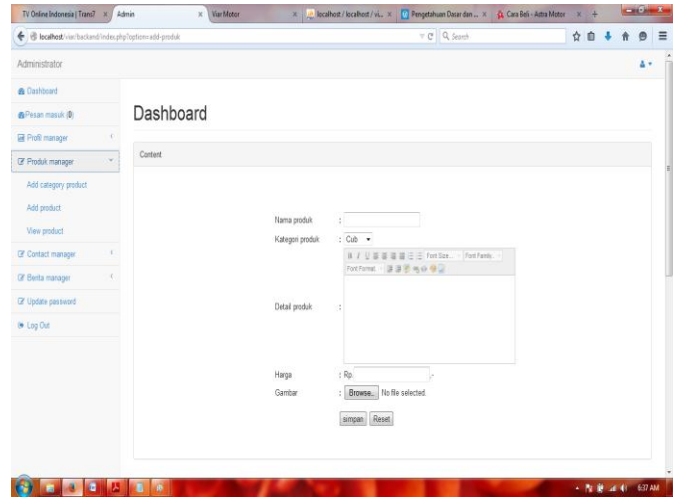 TV Online Indonesia | Trans7 × Admin × Viar Motor × localhost / localhost / vi... × Pengetahuan Dasar dan ... × Cara Beli - Astra Motor × +
localhost/viar/backend/index.php?option=add-produk Search
Administrator
Dashboard
Pesan masuk (0)
Profil manager
Produk manager
Add category product
Add product
View product
Contact manager
Berita manager
Update password
Log Out
Dashboard
Content
Nama produk :
Kategori produk : Cub
B I U Font Size... Font Family.
Font Format
Detail produk :
Harga : Rp. ,-
Gambar : Browse.. No file selected.
simpan Reset
6:37 AM